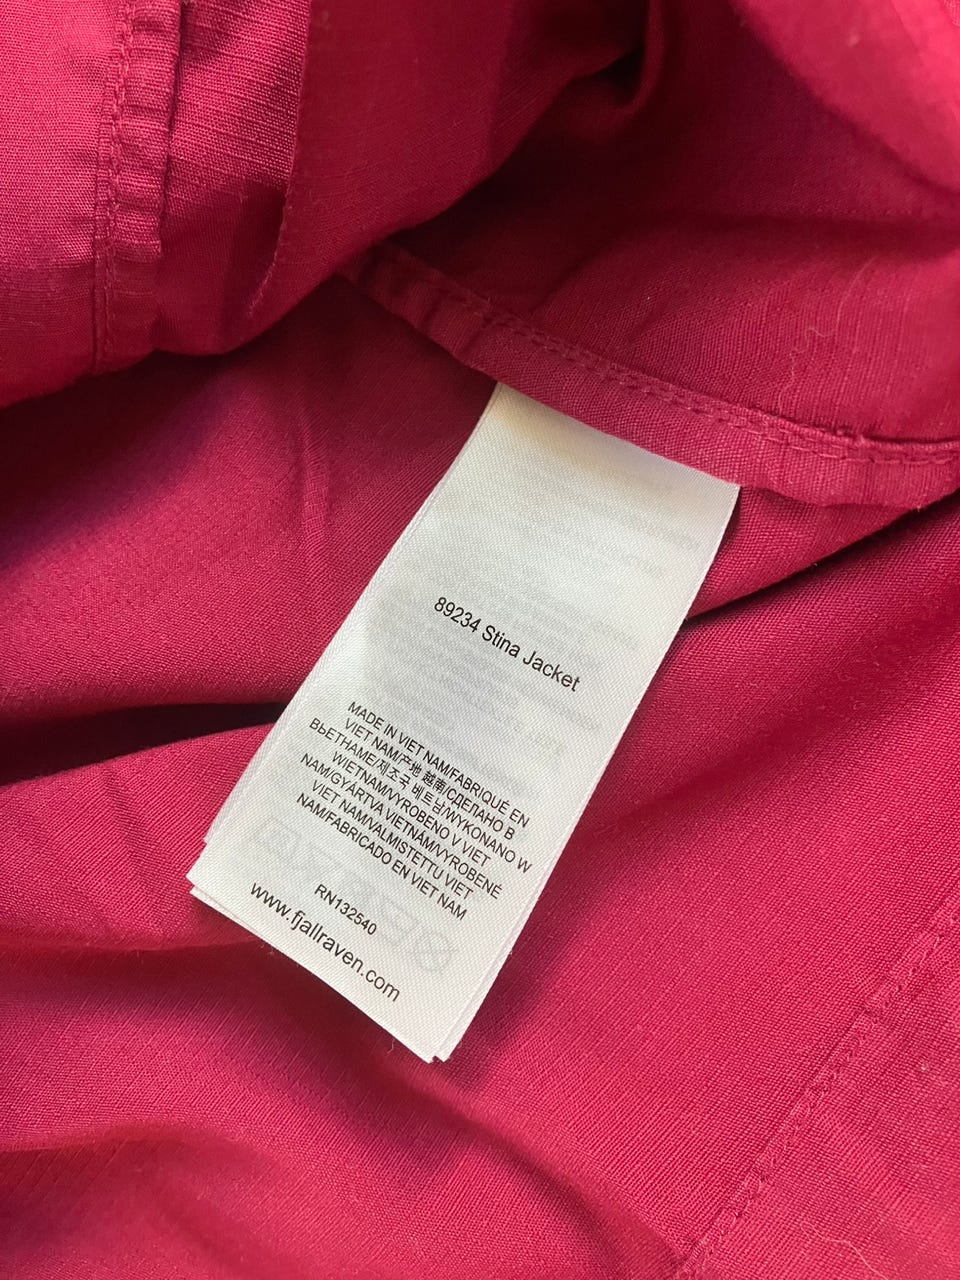 89234 Stina Jacket
MADE IN VIET NAM/FABRIQUÉ EN
VIET NAM/产地 越南/СДЕЛАНО В
ВЬЕТНАМЕ/제조국 베트남/WYKONANO W
WIETNAM/VYROBENO V VIET
NAM/GYÁRTVA VIETNÁM/VYROBENÉ
VIET NAM/VALMISTETTU VIET
NAM/FABRICADO EN VIET NAM
RN132540
www.fjallraven.com